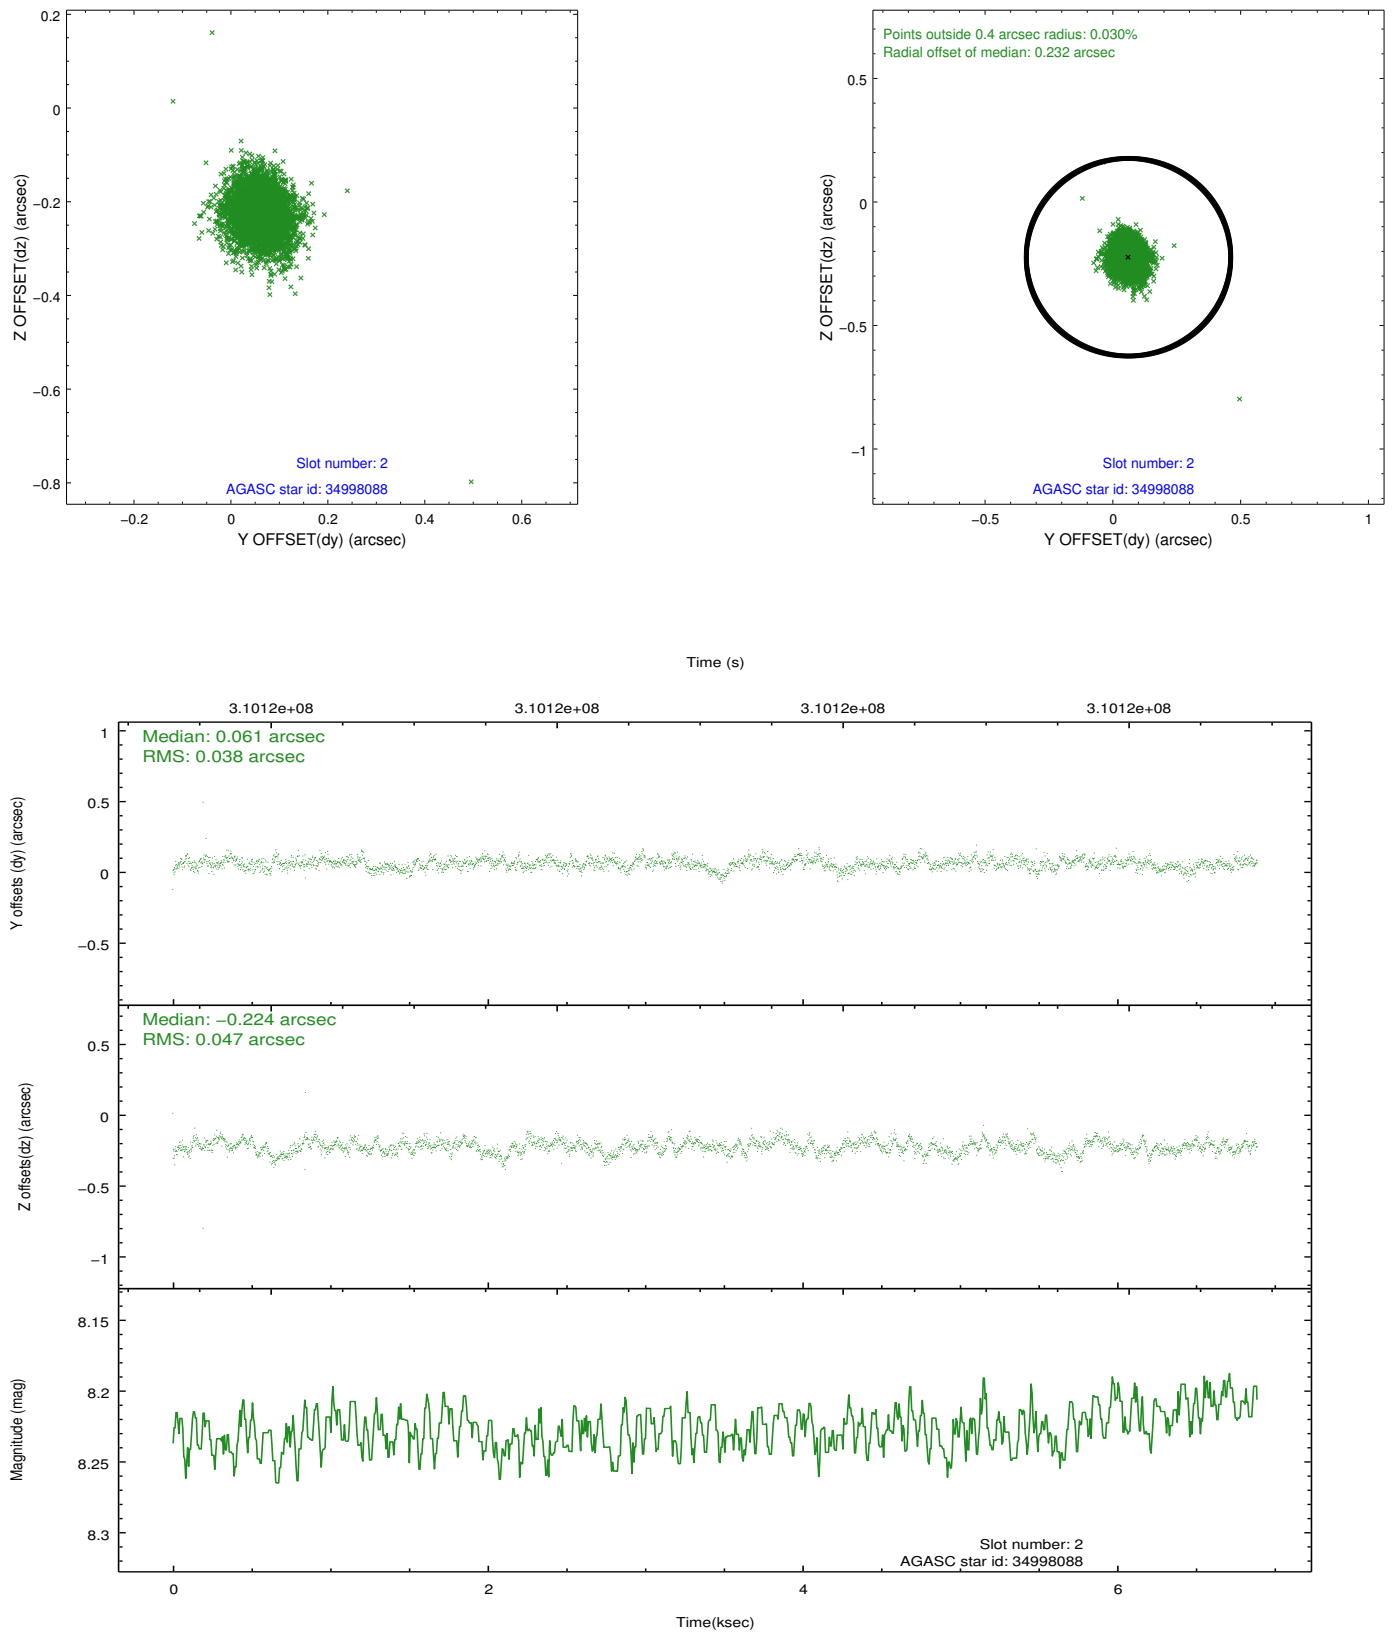 0.2
0
−0.2
−0.4
−0.6
−0.8
Z OFFSET(dz) (arcsec)
Slot number: 2
AGASC star id: 34998088
−0.2 0 0.2 0.4 0.6
Y OFFSET(dy) (arcsec)
Points outside 0.4 arcsec radius: 0.030%
Radial offset of median: 0.232 arcsec
0.5
0
−0.5
−1
Z OFFSET(dz) (arcsec)
Slot number: 2
AGASC star id: 34998088
−0.5 0 0.5 1
Y OFFSET(dy) (arcsec)
Time (s)
3.1012e+08 3.1012e+08 3.1012e+08 3.1012e+08
Median: 0.061 arcsec
RMS: 0.038 arcsec
1
0.5
0
−0.5
Y offsets (dy) (arcsec)
Median: −0.224 arcsec
RMS: 0.047 arcsec
0.5
0
−0.5
−1
Z offsets(dz) (arcsec)
8.15
8.2
8.25
8.3
Magnitude (mag)
Slot number: 2
AGASC star id: 34998088
0 2 4 6
Time(ksec)